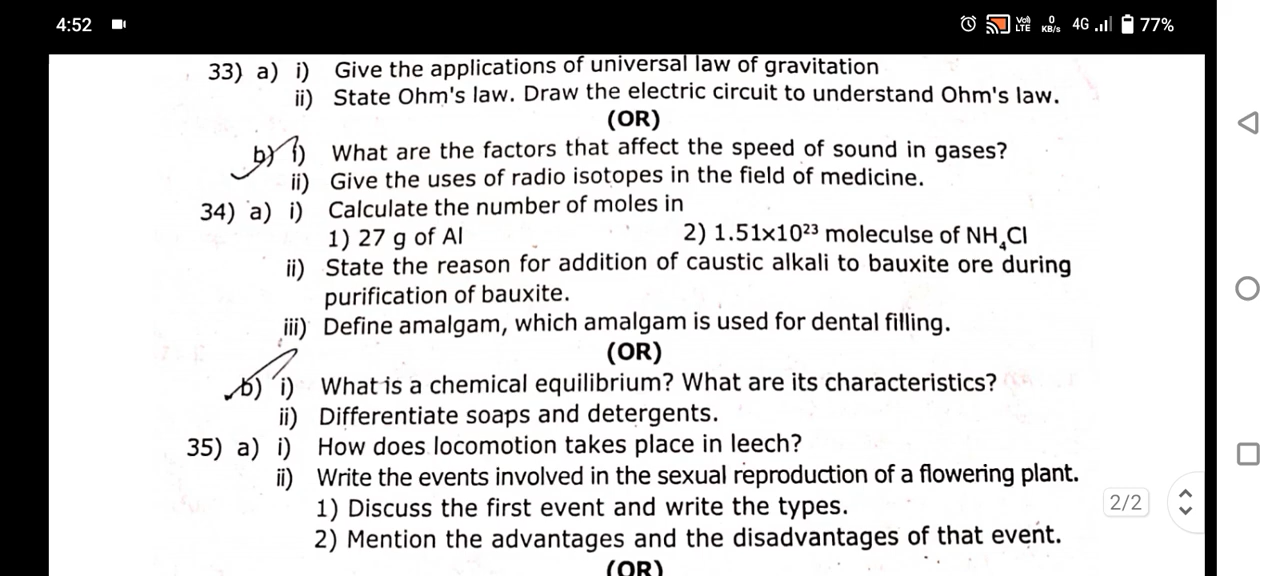 4:52
Vo) LTE 0 KB/s 4G 77%
33) a) i) Give the applications of universal law of gravitation
ii) State Ohm's law. Draw the electric circuit to understand Ohm's law.
(OR)
b) i) What are the factors that affect the speed of sound in gases?
ii) Give the uses of radio isotopes in the field of medicine.
34) a) i) Calculate the number of moles in
1) 27 g of Al 2) 1.51x10²³ moleculse of NH₄Cl
ii) State the reason for addition of caustic alkali to bauxite ore during
purification of bauxite.
iii) Define amalgam, which amalgam is used for dental filling.
(OR)
b) i) What is a chemical equilibrium? What are its characteristics?
ii) Differentiate soaps and detergents.
35) a) i) How does locomotion takes place in leech?
ii) Write the events involved in the sexual reproduction of a flowering plant.
1) Discuss the first event and write the types.
2) Mention the advantages and the disadvantages of that event.
2/2
(OR)